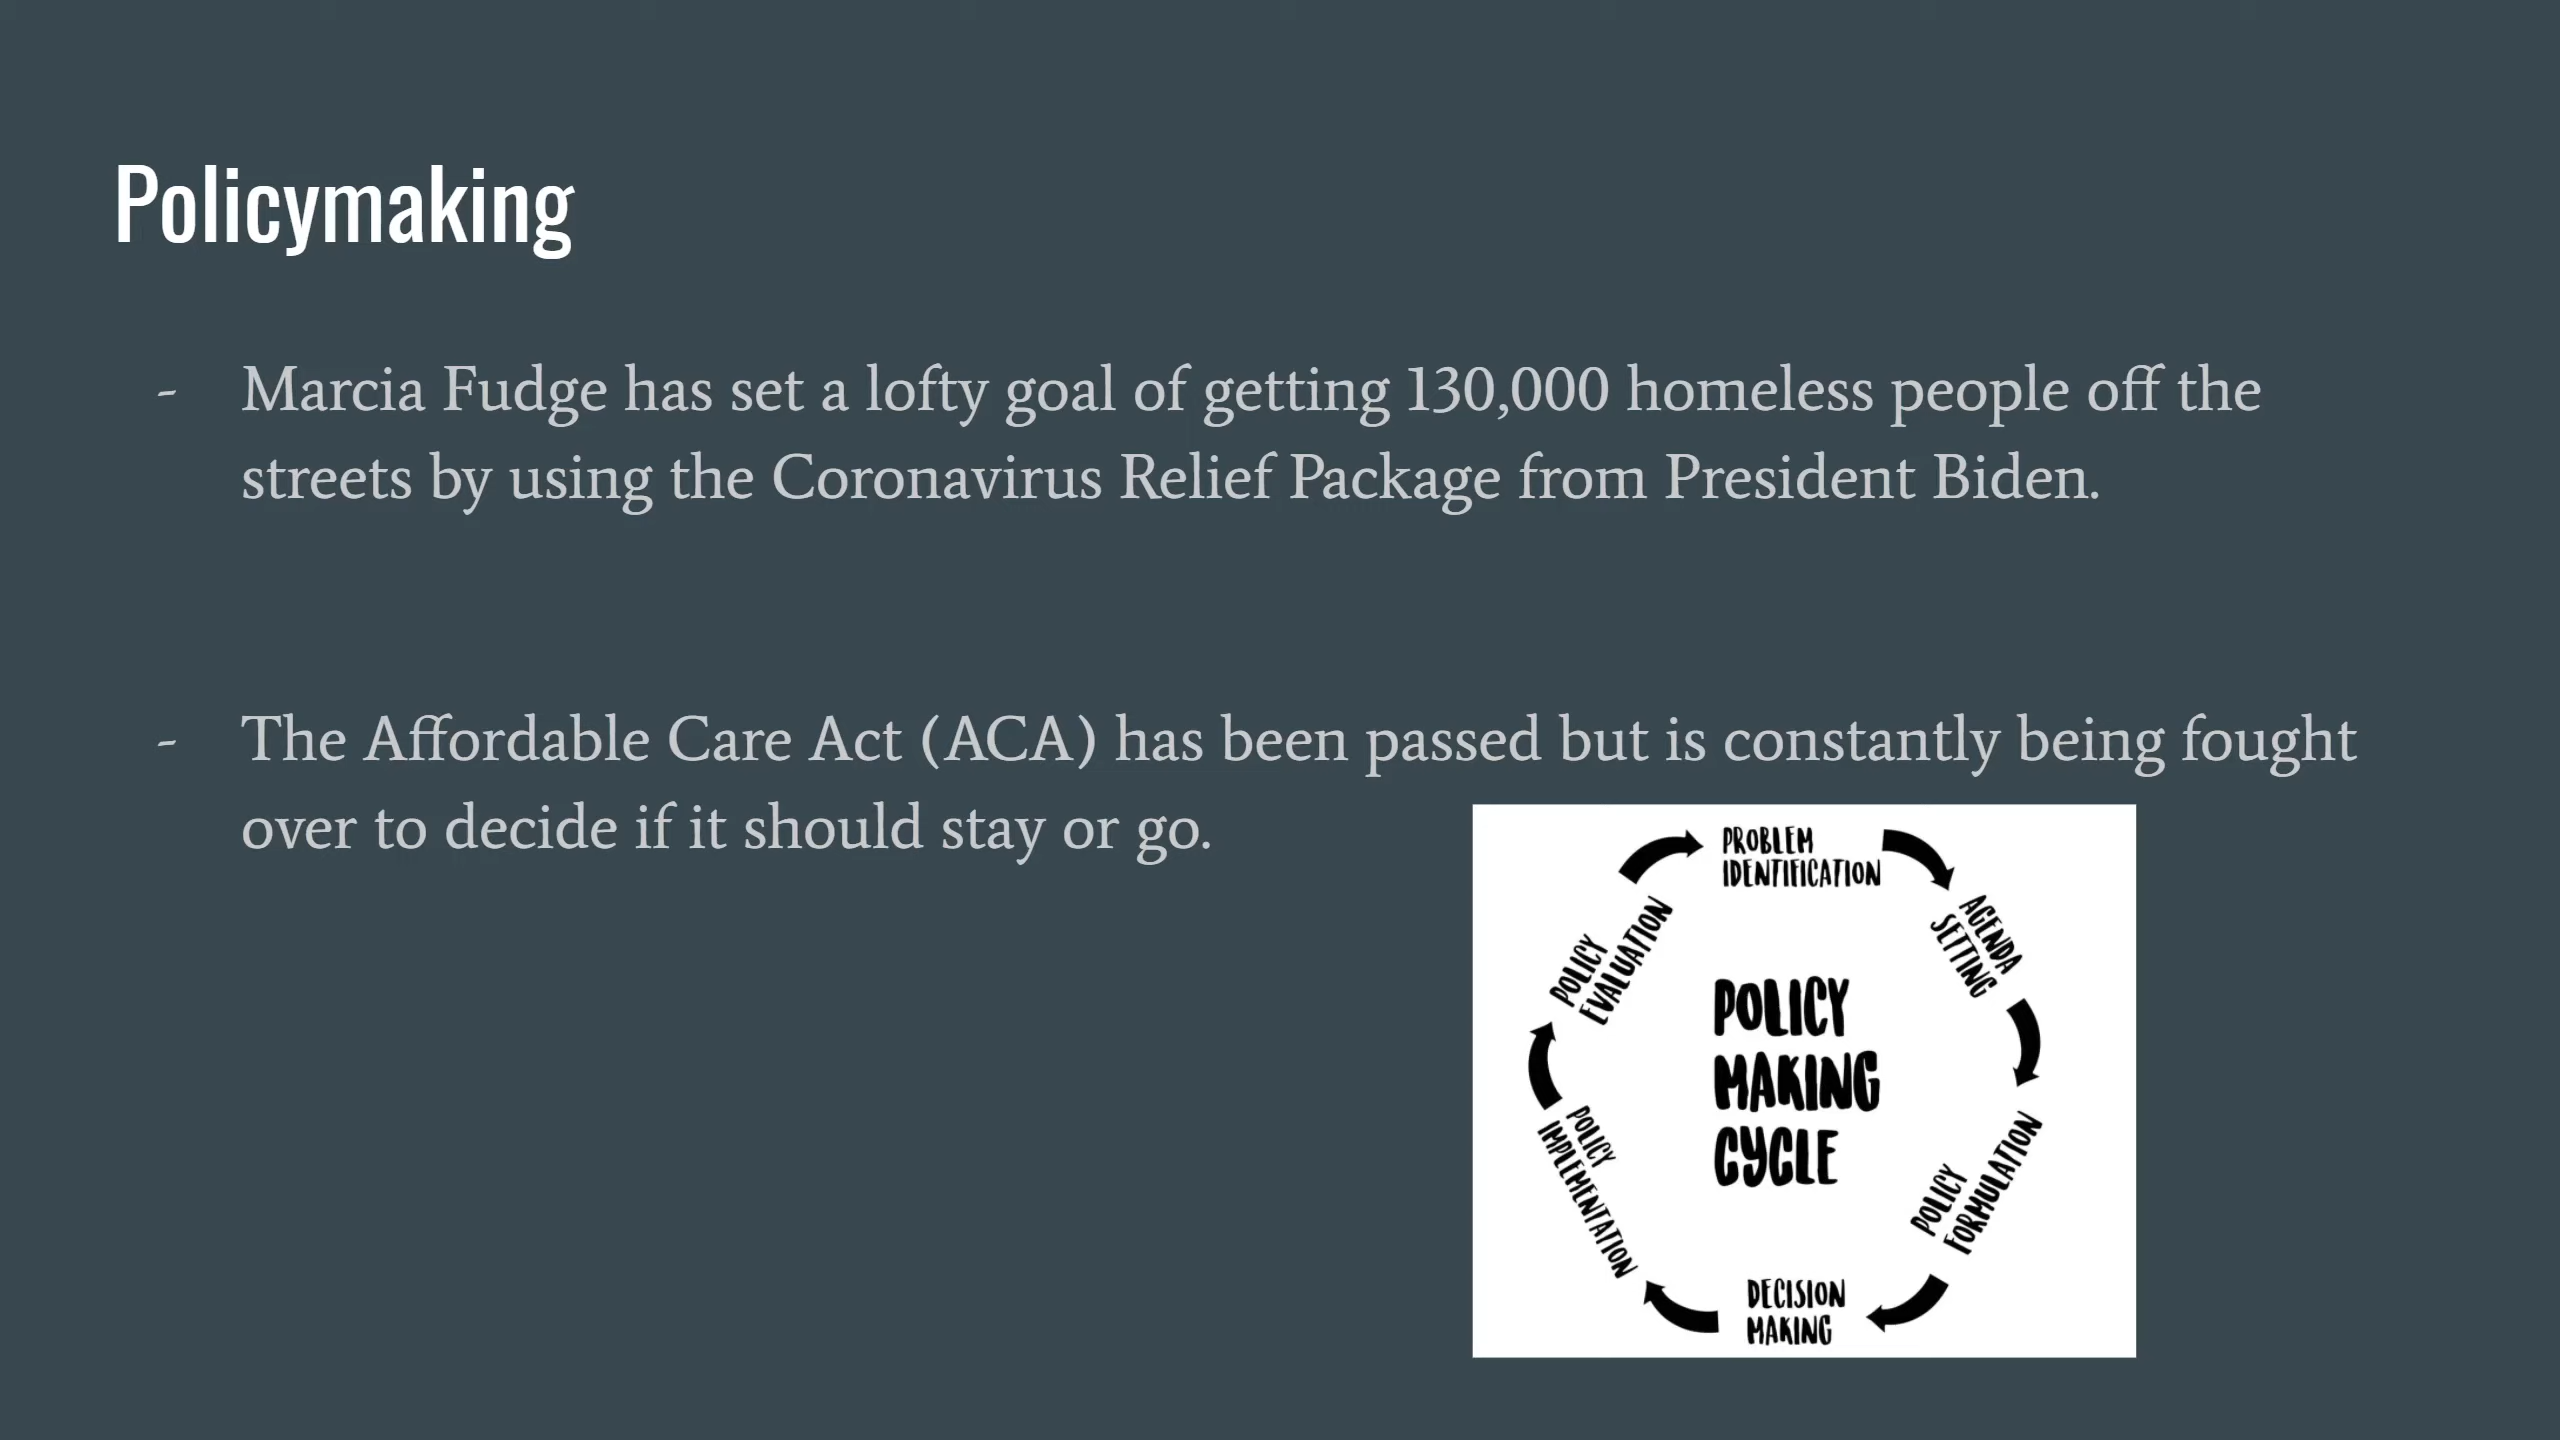 Policymaking
- Marcia Fudge has set a lofty goal of getting 130,000 homeless people off the
streets by using the Coronavirus Relief Package from President Biden.
- The Affordable Care Act (ACA) has been passed but is constantly being fought
over to decide if it should stay or go.
PROBLEM
IDENTIFICATION
AGENDA
SETTING
POLICY
FORMULATION
DECISION
MAKING
POLICY
IMPLEMENTATION
POLICY
EVALUATION
POLICY
MAKING
CYCLE